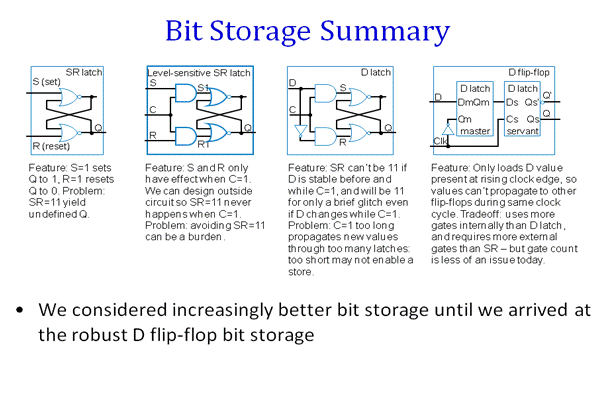 Bit Storage Summary
SR latch
S (set)
Q
R (reset)
Level-sensitive SR latch
S
S1
C
Q
R
R1
D latch
D
S
C
R
Q
D flip-flop
D latch
D latch
D
Dm Qm
Ds Qs'
Q'
Cm
Cs Qs
Q
master
servant
Clk
Feature: S=1 sets
Q to 1, R=1 resets
Q to 0. Problem:
SR=11 yield
undefined Q.
Feature: S and R only
have effect when C=1.
We can design outside
circuit so SR=11 never
happens when C=1.
Problem: avoiding SR=11
can be a burden.
Feature: SR can't be 11 if
D is stable before and
while C=1, and will be 11
for only a brief glitch even
if D changes while C=1.
Problem: C=1 too long
propagates new values
through too many latches:
too short may not enable a
store.
Feature: Only loads D value
present at rising clock edge, so
values can't propagate to other
flip-flops during same clock
cycle. Tradeoff: uses more
gates internally than D latch,
and requires more external
gates than SR – but gate count
is less of an issue today.
• We considered increasingly better bit storage until we arrived at
the robust D flip-flop bit storage